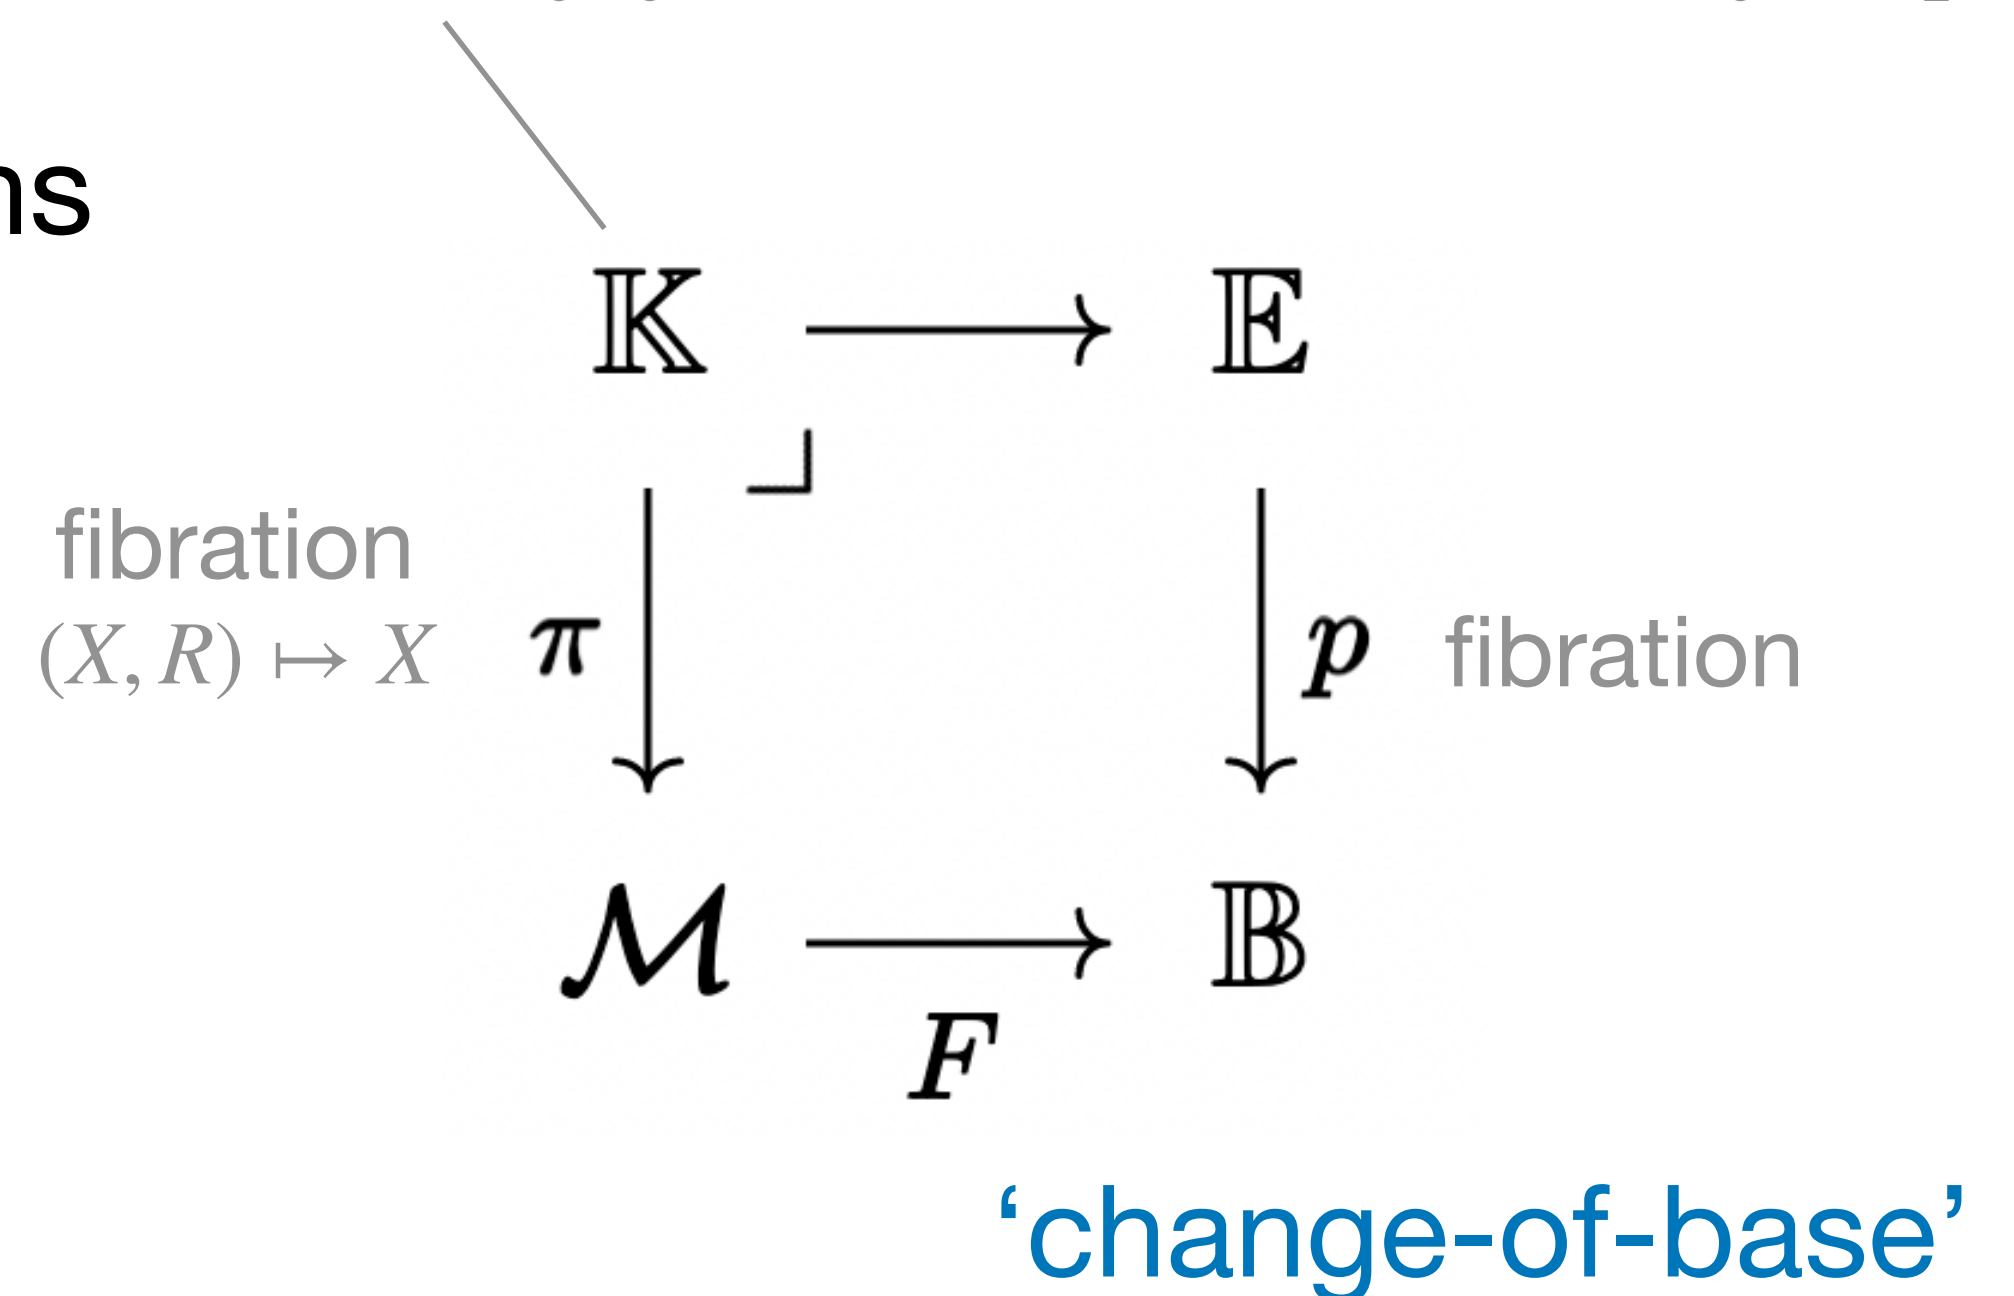 ns
𝕂 ⟶ 𝔼
fibration
(X, R) ↦ X π p fibration
ℳ ⟶ 𝔹
F
‘change-of-base’